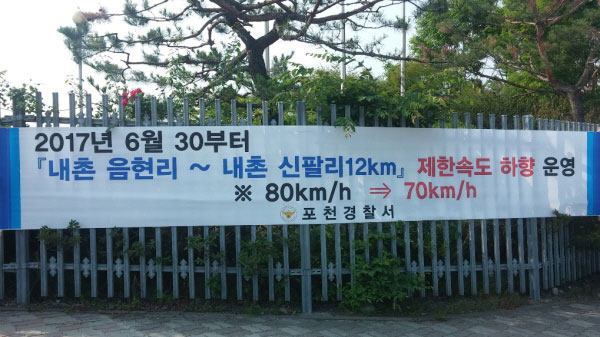 2017년 6월 30부터
『내촌 음현리 ~ 내촌 신팔리12km』 제한속도 하향 운영
※ 80km/h ⇒ 70km/h
포천경찰서